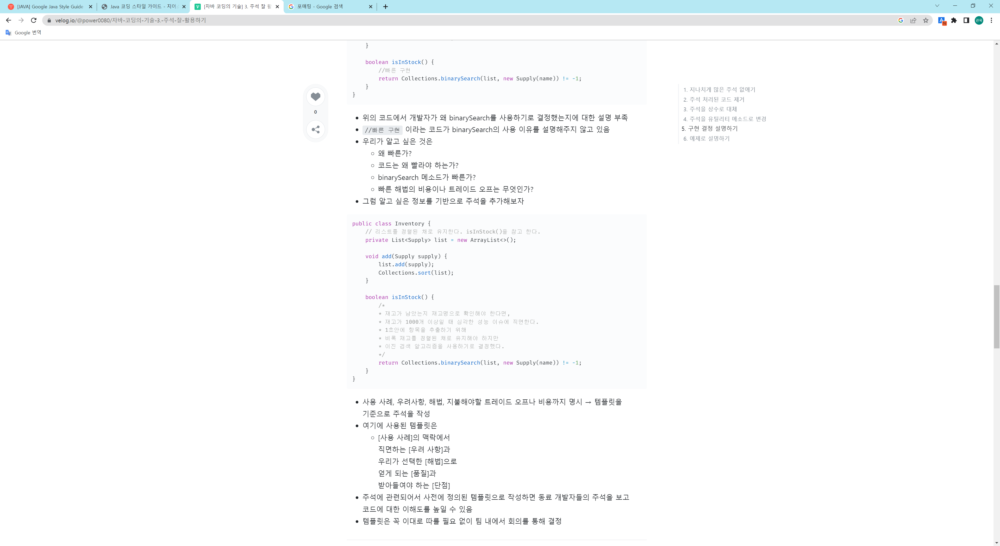 [JAVA] Google Java Style Guide
Java 코딩 스타일 가이드 - 지어
[자바 코딩의 기술] 3. 주석 잘
포매팅 - Google 검색
velog.io/@power0080/자바-코딩의-기술-3.-주석-잘-활용하기
N
관욱
Google 번역
}
boolean isInStock() {
//빠른 구현
return Collections.binarySearch(list, new Supply(name)) != -1;
}
}
0
1. 지나치게 많은 주석 없애기
2. 주석 처리된 코드 제거
3. 주석을 상수로 대체
4. 주석을 유틸리티 메소드로 변경
5. 구현 결정 설명하기
6. 예제로 설명하기
위의 코드에서 개발자가 왜 binarySearch를 사용하기로 결정했는지에 대한 설명 부족
//빠른 구현 이라는 코드가 binarySearch의 사용 이유를 설명해주지 않고 있음
우리가 알고 싶은 것은
왜 빠른가?
코드는 왜 빨라야 하는가?
binarySearch 메소드가 빠른가?
빠른 해법의 비용이나 트레이드 오프는 무엇인가?
그럼 알고 싶은 정보를 기반으로 주석을 추가해보자
public class Inventory {
// 리스트를 정렬된 채로 유지한다. isInStock()을 참고 한다.
private List<Supply> list = new ArrayList<>();
void add(Supply supply) {
list.add(supply);
Collections.sort(list);
}
boolean isInStock() {
/*
* 재고가 남았는지 재고명으로 확인해야 한다면,
* 재고가 1000개 이상일 때 심각한 성능 이슈에 직면한다.
* 1초안에 항목을 추출하기 위해
* 비록 재고를 정렬된 채로 유지해야 하지만
* 이진 검색 알고리즘을 사용하기로 결정했다.
*/
return Collections.binarySearch(list, new Supply(name)) != -1;
}
}
사용 사례, 우려사항, 해법, 지불해야할 트레이드 오프나 비용까지 명시 → 템플릿을
기준으로 주석을 작성
여기에 사용된 템플릿은
[사용 사례]의 맥락에서
직면하는 [우려 사항]과
우리가 선택한 [해법]으로
얻게 되는 [품질]과
받아들여야 하는 [단점]
주석에 관련되어서 사전에 정의된 템플릿으로 작성하면 동료 개발자들의 주석을 보고
코드에 대한 이해도를 높일 수 있음
템플릿은 꼭 이대로 따를 필요 없이 팀 내에서 회의를 통해 결정